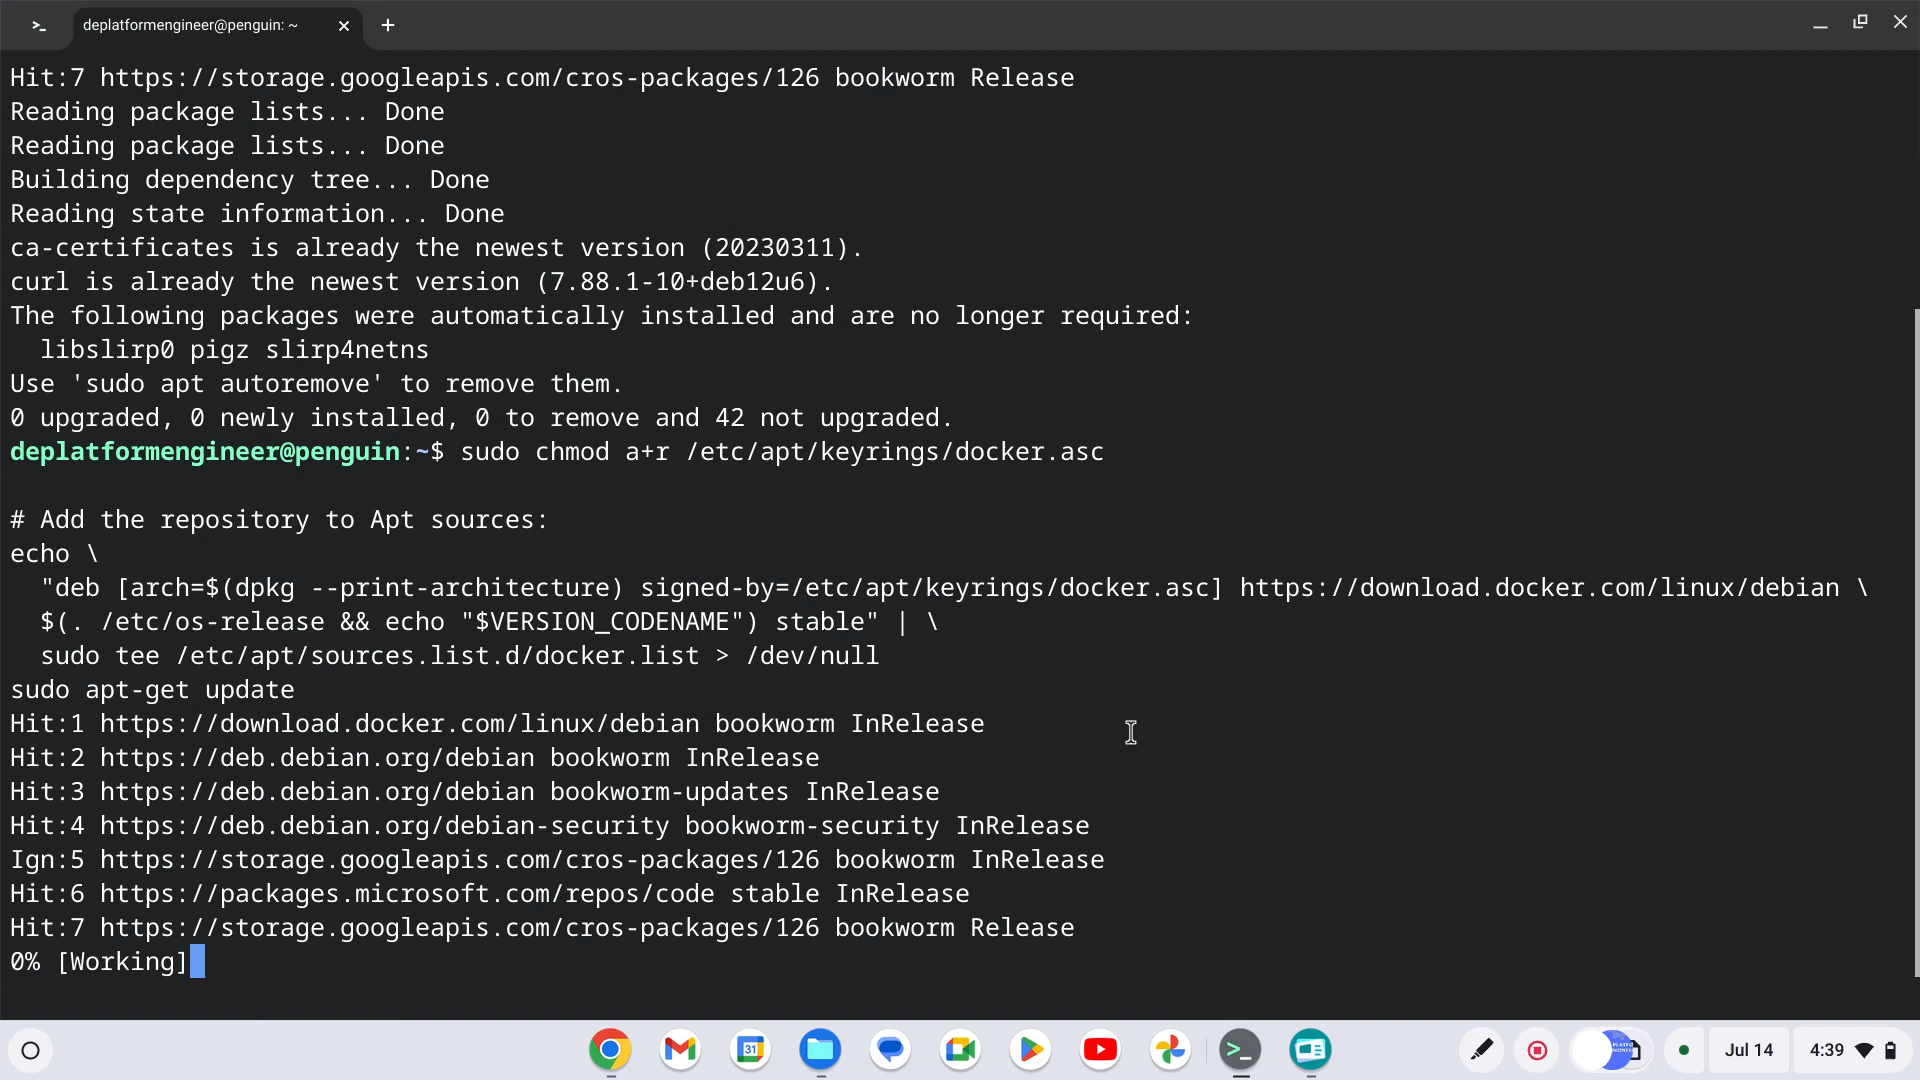 >_ deplatformengineer@penguin: ~
Hit:7 https://storage.googleapis.com/cros-packages/126 bookworm Release
Reading package lists... Done
Reading package lists... Done
Building dependency tree... Done
Reading state information... Done
ca-certificates is already the newest version (20230311).
curl is already the newest version (7.88.1-10+deb12u6).
The following packages were automatically installed and are no longer required:
  libslirp0 pigz slirp4netns
Use 'sudo apt autoremove' to remove them.
0 upgraded, 0 newly installed, 0 to remove and 42 not upgraded.
deplatformengineer@penguin:~$ sudo chmod a+r /etc/apt/keyrings/docker.asc
# Add the repository to Apt sources:
echo \
  "deb [arch=$(dpkg --print-architecture) signed-by=/etc/apt/keyrings/docker.asc] https://download.docker.com/linux/debian \
  $(. /etc/os-release && echo "$VERSION_CODENAME") stable" | \
  sudo tee /etc/apt/sources.list.d/docker.list > /dev/null
sudo apt-get update
Hit:1 https://download.docker.com/linux/debian bookworm InRelease
Hit:2 https://deb.debian.org/debian bookworm InRelease
Hit:3 https://deb.debian.org/debian bookworm-updates InRelease
Hit:4 https://deb.debian.org/debian-security bookworm-security InRelease
Ign:5 https://storage.googleapis.com/cros-packages/126 bookworm InRelease
Hit:6 https://packages.microsoft.com/repos/code stable InRelease
Hit:7 https://storage.googleapis.com/cros-packages/126 bookworm Release
0% [Working]
31
>_
Jul 14
4:39